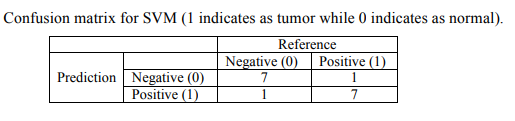 Confusion matrix for SVM (1 indicates as tumor while 0 indicates as normal).
Reference
Negative (0) Positive (1)
Prediction Negative (0) 7 1
Positive (1) 1 7